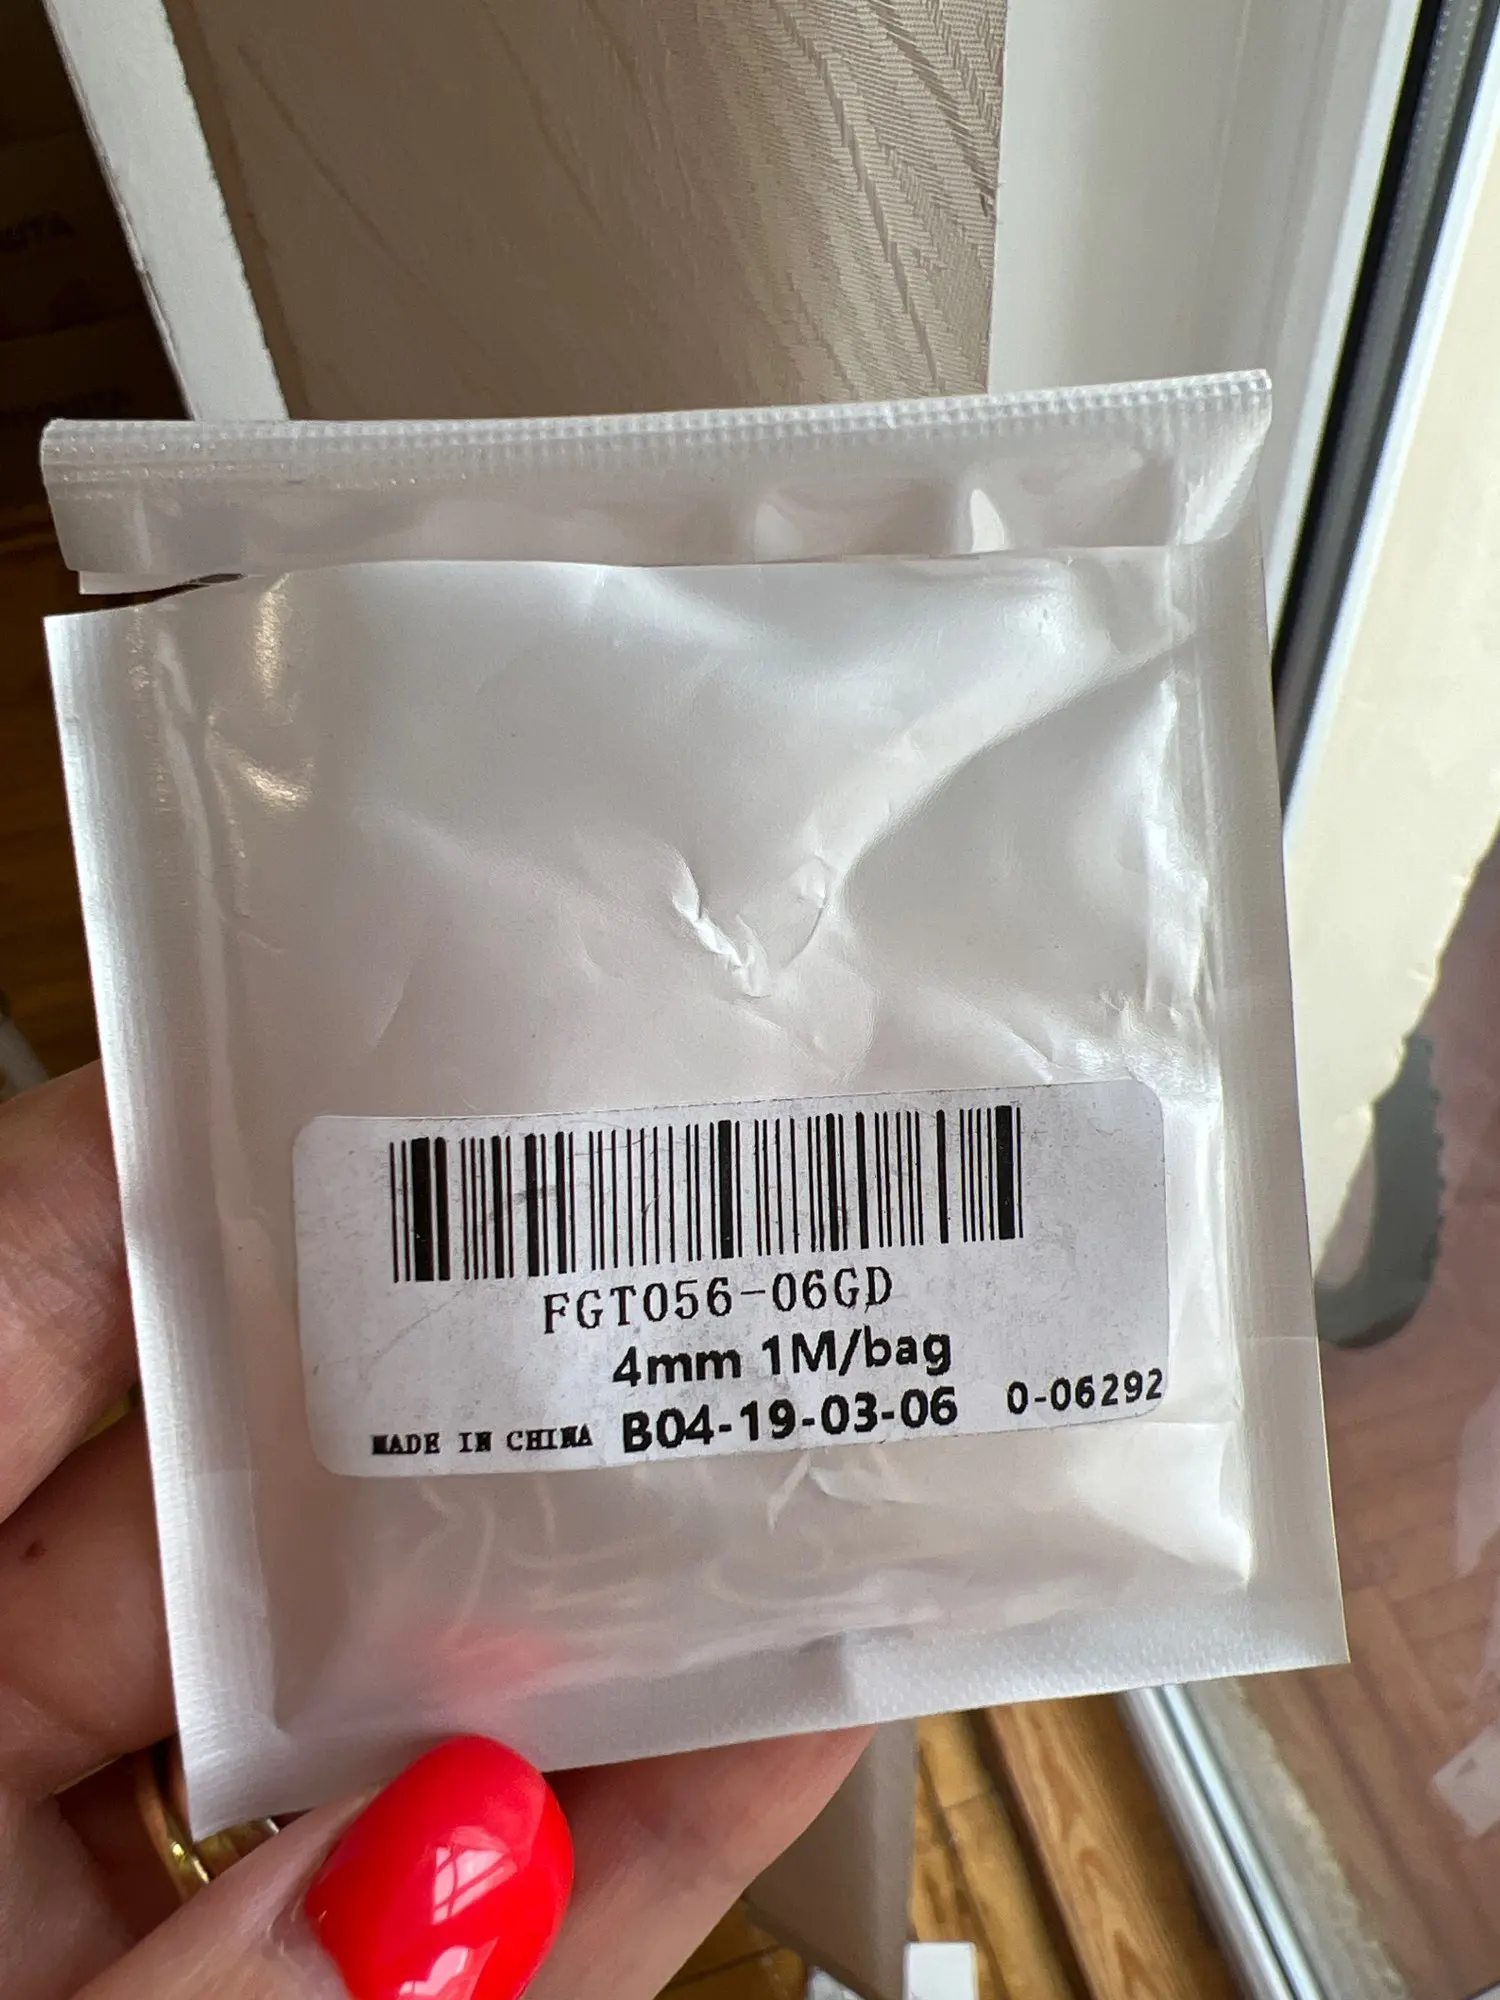 FGT056-06GD
4mm 1M/bag
MADE IN CHINA B04-19-03-06 0-06292